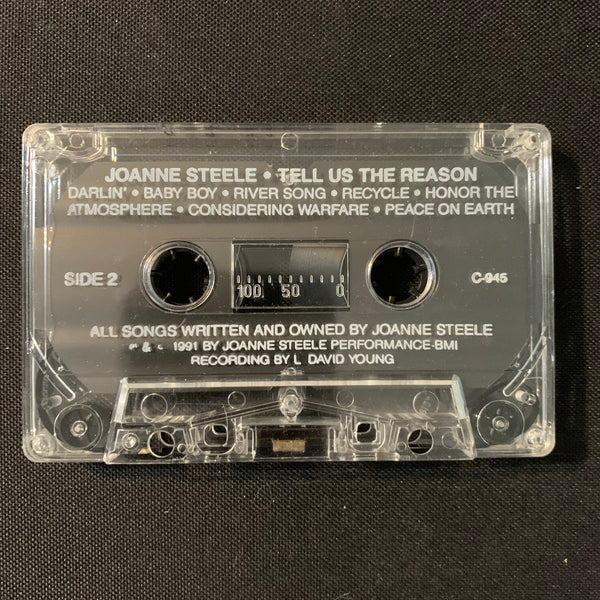 JOANNE STEELE • TELL US THE REASON
DARLIN' • BABY BOY • RIVER SONG • RECYCLE • HONOR THE
ATMOSPHERE • CONSIDERING WARFARE • PEACE ON EARTH
SIDE 2
100 50 0
C-945
ALL SONGS WRITTEN AND OWNED BY JOANNE STEELE
& 1991 BY JOANNE STEELE PERFORMANCE-BMI
RECORDING BY L DAVID YOUNG